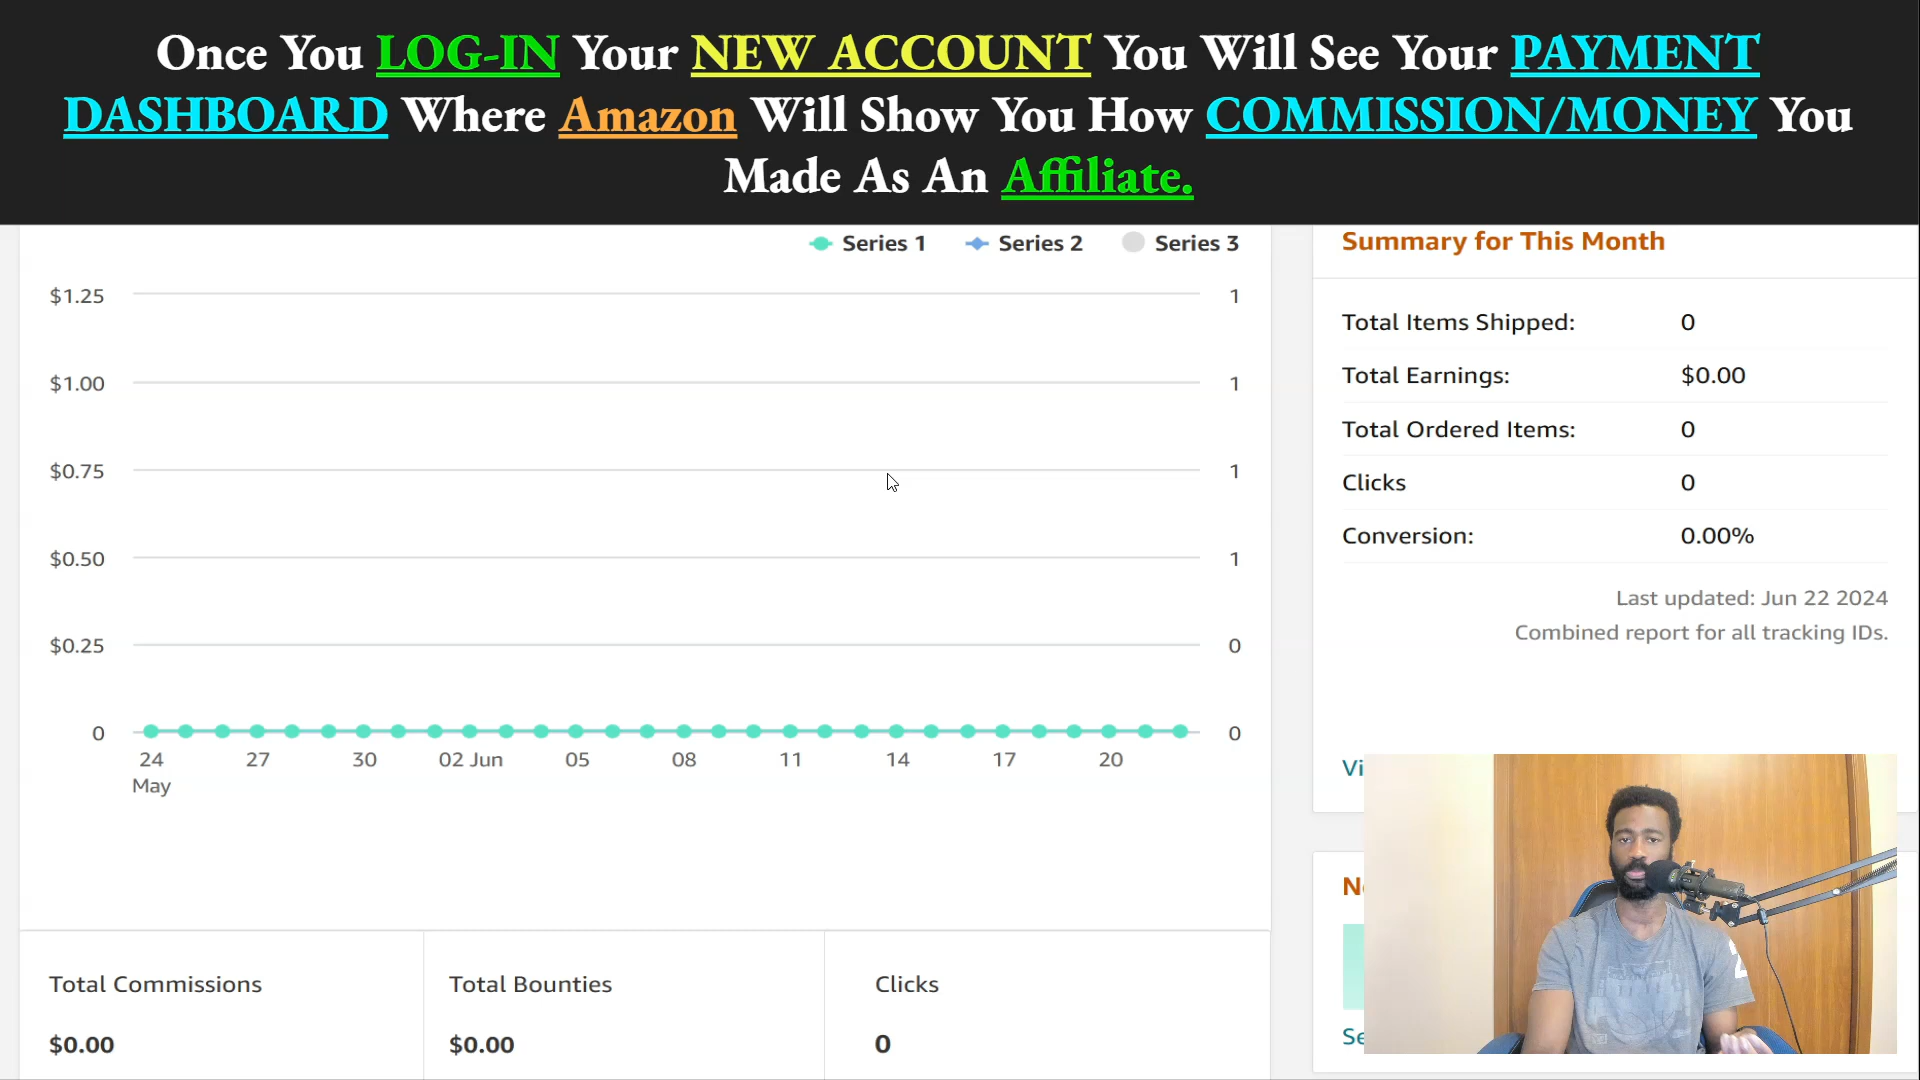 Once You LOG-IN Your NEW ACCOUNT You Will See Your PAYMENT
DASHBOARD Where Amazon Will Show You How COMMISSION/MONEY You
Made As An Affiliate.
Series 1 Series 2 Series 3
$1.25 1
$1.00 1
$0.75 1
$0.50 1
$0.25 0
0 0
24 27 30 02 Jun 05 08 11 14 17 20
May
Total Commissions Total Bounties Clicks
$0.00 $0.00 0
Summary for This Month
Total Items Shipped: 0
Total Earnings: $0.00
Total Ordered Items: 0
Clicks 0
Conversion: 0.00%
Last updated: Jun 22 2024
Combined report for all tracking IDs.
Vi
Se